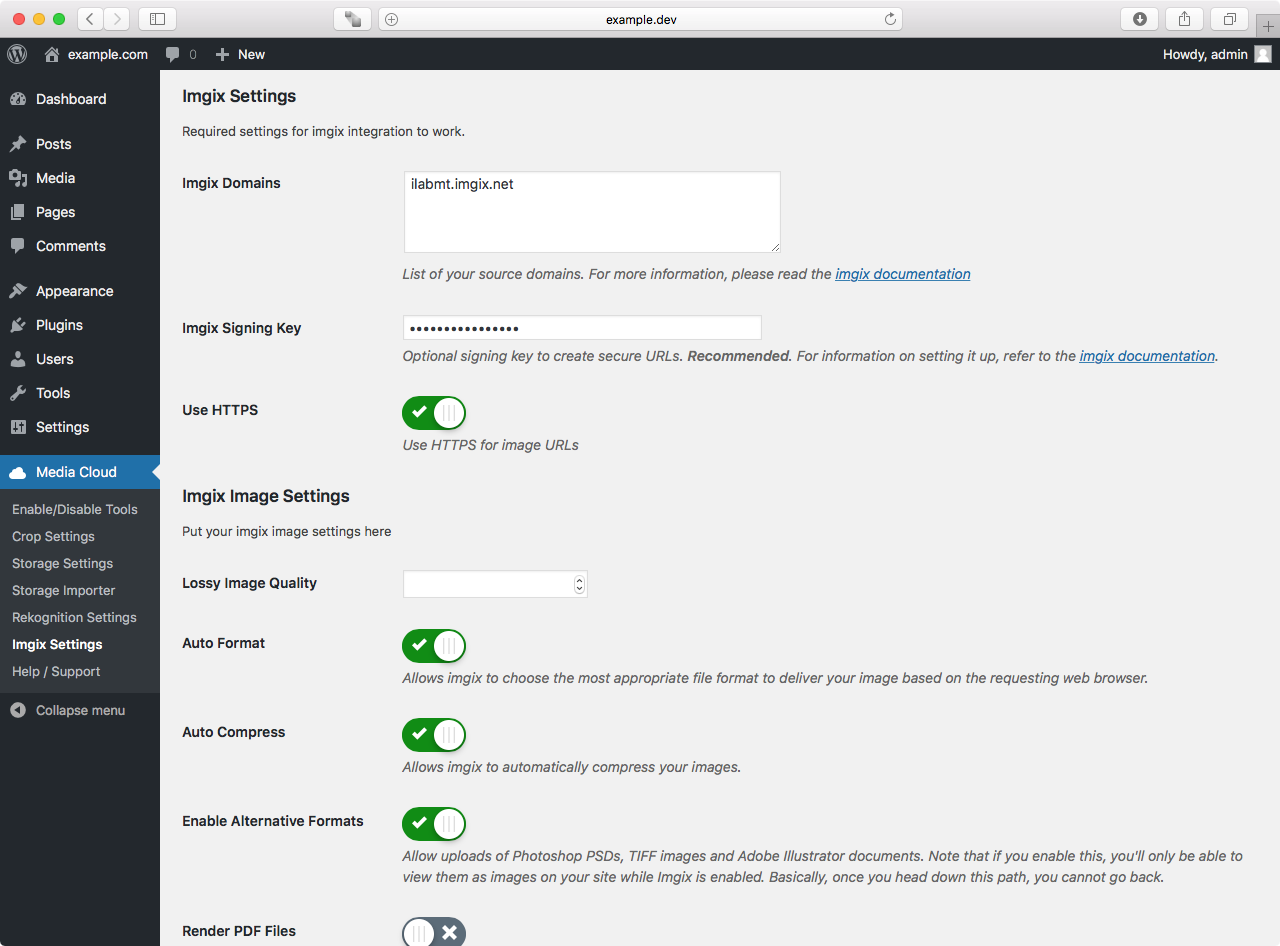 example.dev
example.com
0
New
Howdy, admin
Dashboard
Posts
Media
Pages
Comments
Appearance
Plugins
Users
Tools
Settings
Media Cloud
Enable/Disable Tools
Crop Settings
Storage Settings
Storage Importer
Rekognition Settings
Imgix Settings
Help / Support
Collapse menu
Imgix Settings
Required settings for imgix integration to work.
Imgix Domains
ilabmt.imgix.net
List of your source domains. For more information, please read the imgix documentation
Imgix Signing Key
••••••••••••••••
Optional signing key to create secure URLs. Recommended. For information on setting it up, refer to the imgix documentation.
Use HTTPS
Use HTTPS for image URLs
Imgix Image Settings
Put your imgix image settings here
Lossy Image Quality
Auto Format
Allows imgix to choose the most appropriate file format to deliver your image based on the requesting web browser.
Auto Compress
Allows imgix to automatically compress your images.
Enable Alternative Formats
Allow uploads of Photoshop PSDs, TIFF images and Adobe Illustrator documents. Note that if you enable this, you'll only be able to
view them as images on your site while Imgix is enabled. Basically, once you head down this path, you cannot go back.
Render PDF Files